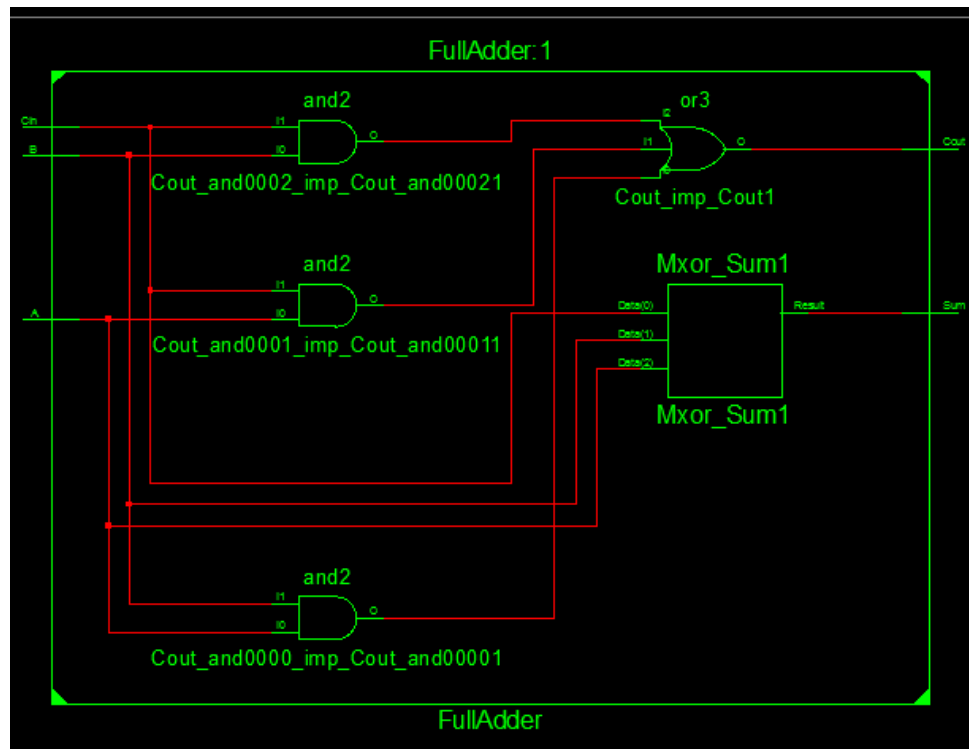 FullAdder:1
and2
or3
Cin
I1
O
I2
B
I0
I1
O
Cout
Cout_and0002_imp_Cout_and00021
Cout_imp_Cout1
and2
Mxor_Sum1
I1
O
Data(0)
Result
Sum
A
I0
Data(1)
Cout_and0001_imp_Cout_and00011
Data(2)
Mxor_Sum1
and2
I1
O
I0
Cout_and0000_imp_Cout_and00001
FullAdder